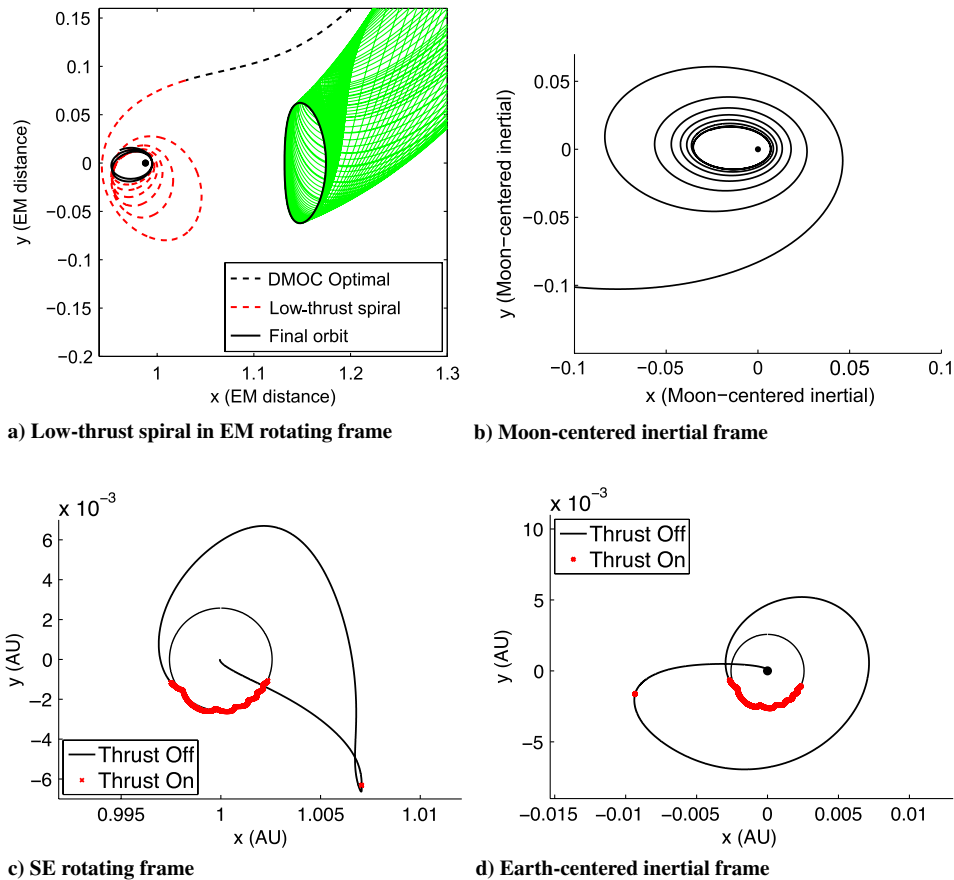 0.15
0.1
0.05
0
−0.05
−0.1
−0.15
−0.2
y (EM distance)
DMOC Optimal
Low−thrust spiral
Final orbit
1
1.1
1.2
1.3
x (EM distance)
a) Low-thrust spiral in EM rotating frame
0.05
0
−0.05
−0.1
y (Moon−centered inertial)
−0.1
−0.05
0
0.05
0.1
x (Moon−centered inertial)
b) Moon-centered inertial frame
x 10−3
6
4
2
0
−2
−4
−6
y (AU)
Thrust Off
Thrust On
0.995
1
1.005
1.01
x (AU)
c) SE rotating frame
x 10−3
10
5
0
−5
y (AU)
Thrust Off
Thrust On
−0.015
−0.01
−0.005
0
0.005
0.01
x (AU)
d) Earth-centered inertial frame